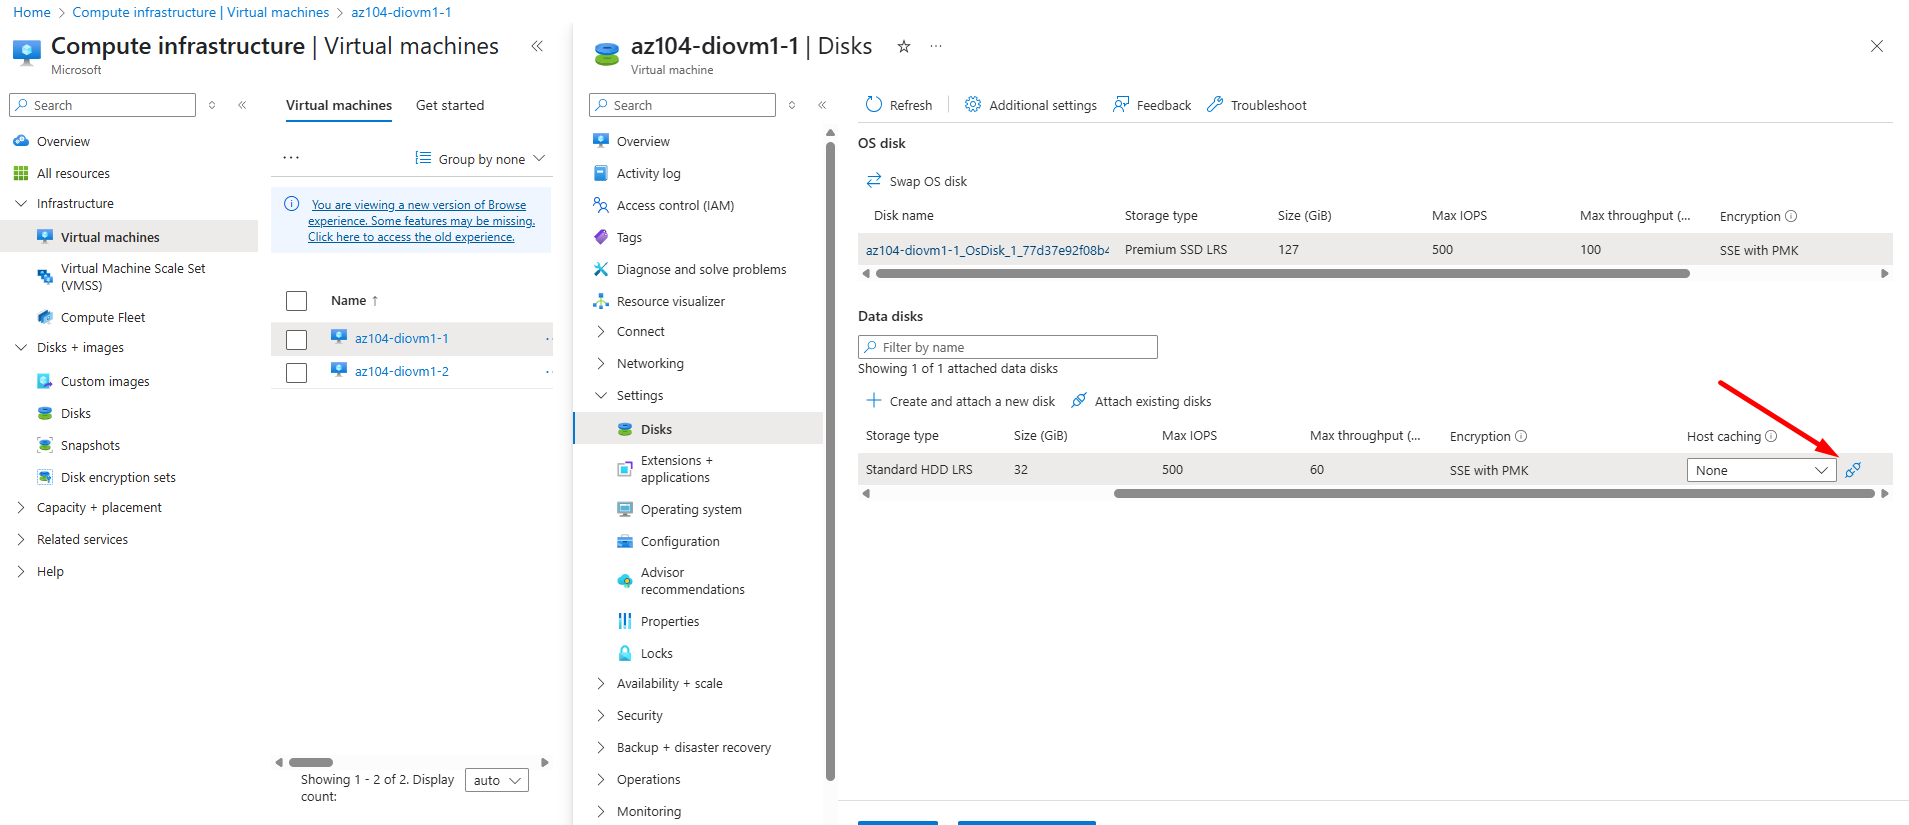 Home > Compute infrastructure | Virtual machines > az104-diovm1-1
Compute infrastructure | Virtual machines
Microsoft
Search
Overview
All resources
Infrastructure
Virtual machines
Virtual Machine Scale Set
(VMSS)
Compute Fleet
Disks + images
Custom images
Disks
Snapshots
Disk encryption sets
Capacity + placement
Related services
Help
Virtual machines Get started
Group by none
You are viewing a new version of Browse
experience. Some features may be missing.
Click here to access the old experience.
Name ↑
az104-diovm1-1
az104-diovm1-2
Showing 1 - 2 of 2. Display
count:
auto
az104-diovm1-1 | Disks
Virtual machine
Search
Overview
Activity log
Access control (IAM)
Tags
Diagnose and solve problems
Resource visualizer
Connect
Networking
Settings
Disks
Extensions +
applications
Operating system
Configuration
Advisor
recommendations
Properties
Locks
Availability + scale
Security
Backup + disaster recovery
Operations
Monitoring
Refresh Additional settings Feedback Troubleshoot
OS disk
Swap OS disk
Disk name Storage type Size (GiB) Max IOPS Max throughput (... Encryption
az104-diovm1-1_OsDisk_1_77d37e92f08b4 Premium SSD LRS 127 500 100 SSE with PMK
Data disks
Filter by name
Showing 1 of 1 attached data disks
Create and attach a new disk Attach existing disks
Storage type Size (GiB) Max IOPS Max throughput (... Encryption Host caching
Standard HDD LRS 32 500 60 SSE with PMK None